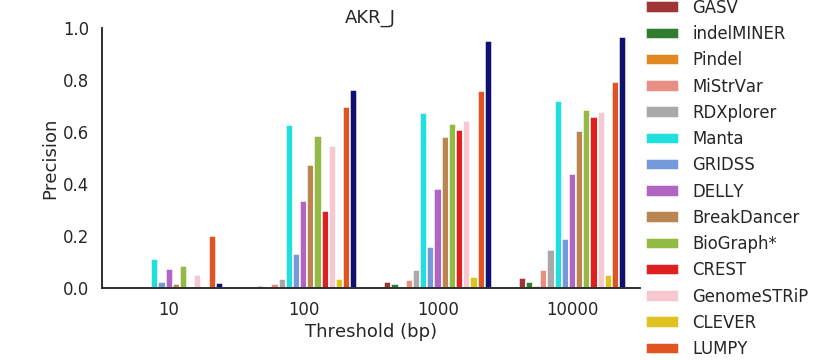 AKR_J
1.0
0.8
0.6
0.4
0.2
0.0
Precision
10
100
1000
10000
Threshold (bp)
GASV
indelMINER
Pindel
MiStrVar
RDXplorer
Manta
GRIDSS
DELLY
BreakDancer
BioGraph*
CREST
GenomeSTRiP
CLEVER
LUMPY